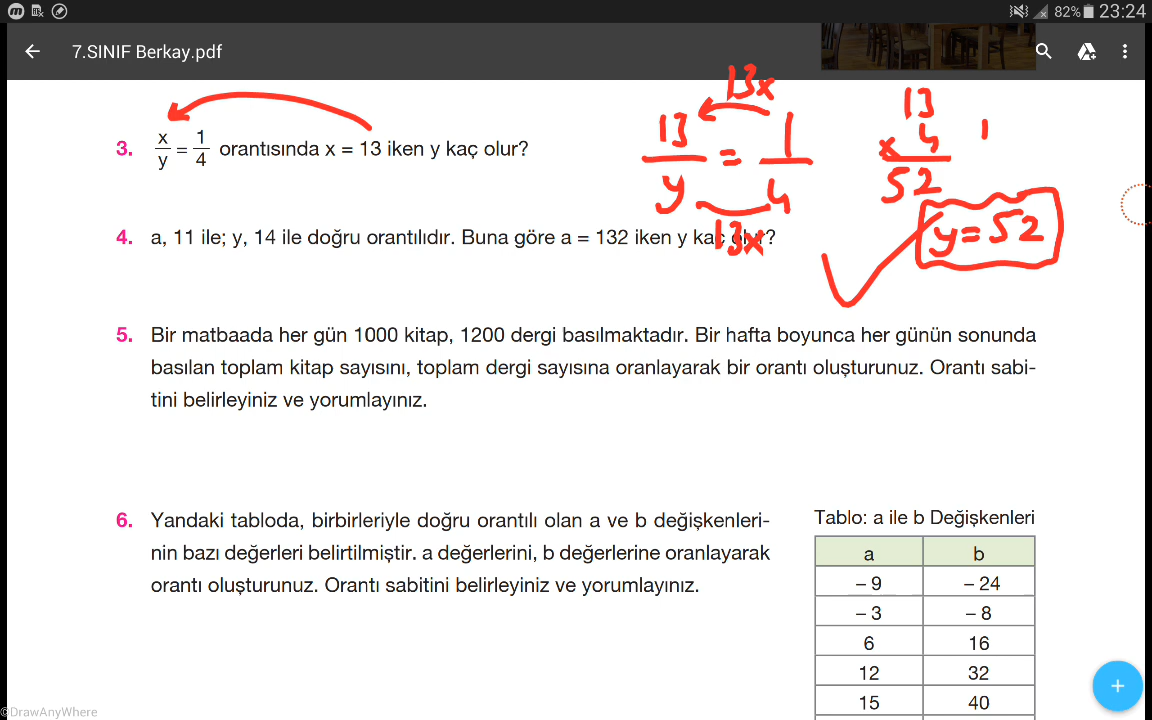 82% 23:24
7.SINIF Berkay.pdf
3. x/y = 1/4 orantısında x = 13 iken y kaç olur?
13x
13/y = 1/4
13x
13
x 4
52
1
y = 52
4. a, 11 ile; y, 14 ile doğru orantılıdır. Buna göre a = 132 iken y kaç olur?
5. Bir matbaada her gün 1000 kitap, 1200 dergi basılmaktadır. Bir hafta boyunca her günün sonunda
basılan toplam kitap sayısını, toplam dergi sayısına oranlayarak bir orantı oluşturunuz. Orantı sabi-
tini belirleyiniz ve yorumlayınız.
6. Yandaki tabloda, birbirleriyle doğru orantılı olan a ve b değişkenleri-
nin bazı değerleri belirtilmiştir. a değerlerini, b değerlerine oranlayarak
orantı oluşturunuz. Orantı sabitini belirleyiniz ve yorumlayınız.
Tablo: a ile b Değişkenleri
a b
– 9 – 24
– 3 – 8
6 16
12 32
15 40
©DrawAnyWhere